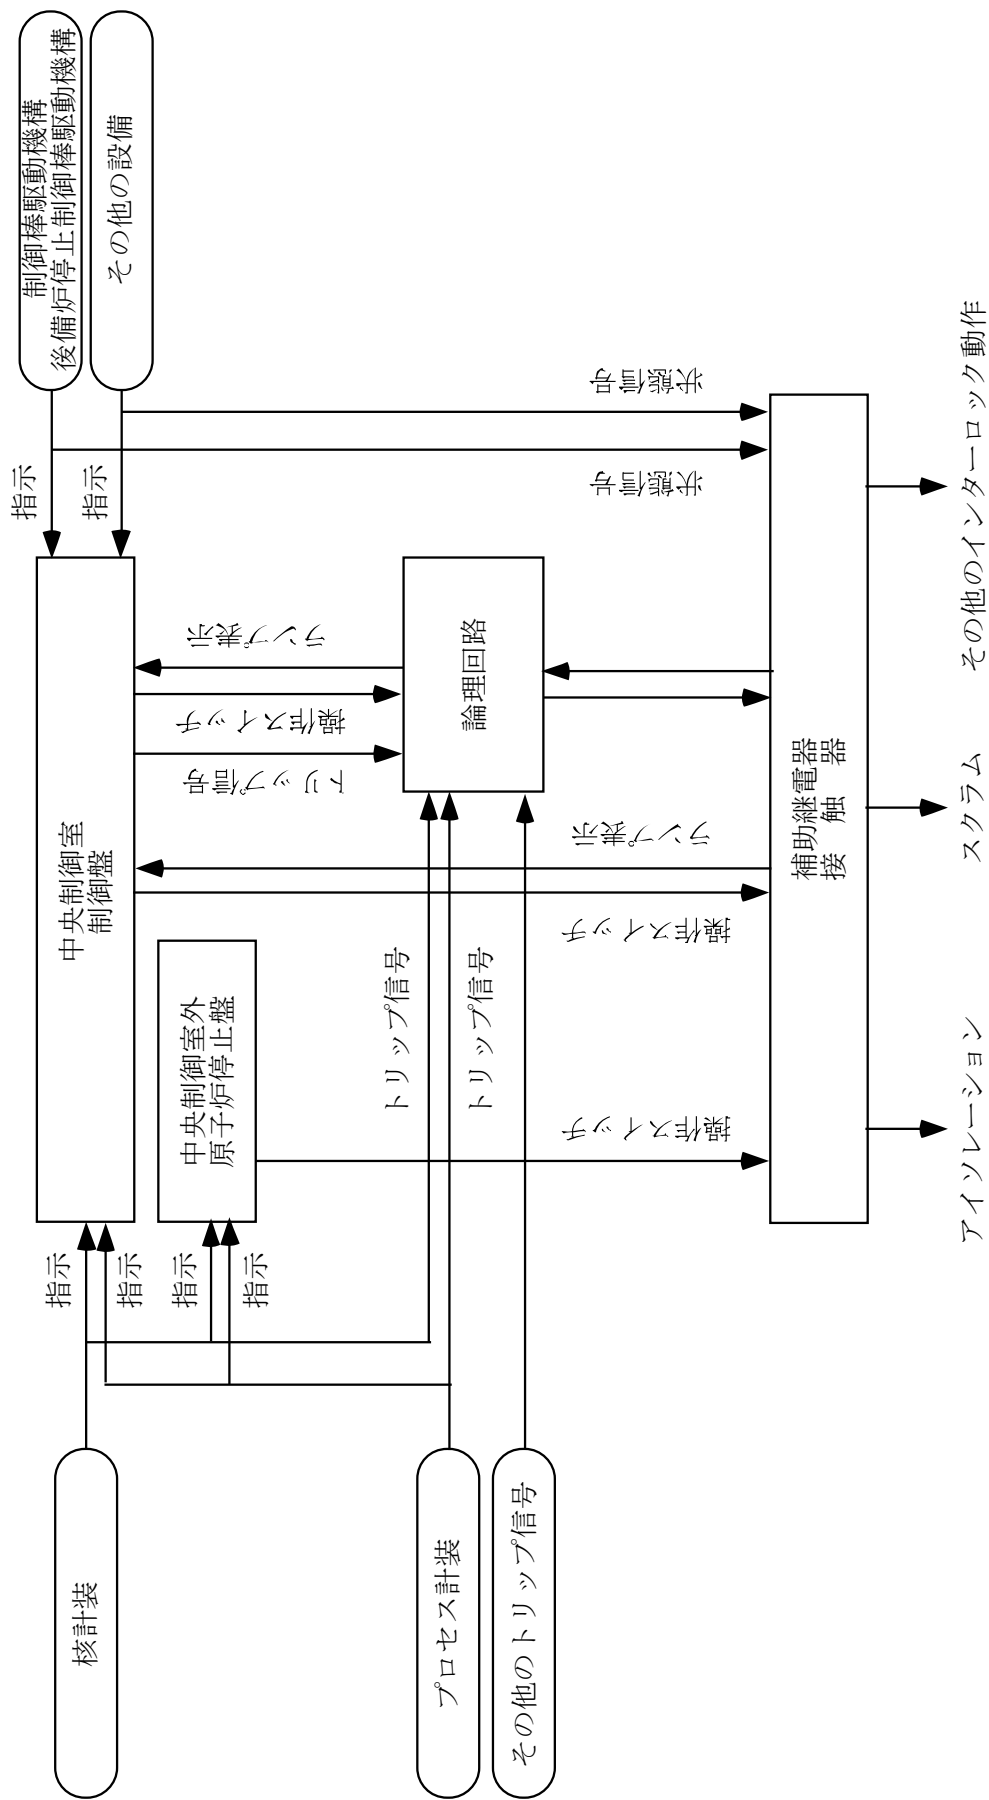 核計装
プロセス計装
その他のトリップ信号
指示
指示
指示
指示
トリップ信号
トリップ信号
中央制御室
制御盤
中央制御室外
原子炉停止盤
論理回路
補助継電器
接触器
ランプ表示
操作スイッチ
トリップ信号
ランプ表示
操作スイッチ
操作スイッチ
指示
指示
状態信号
状態信号
制御棒駆動機構
後備炉停止制御棒駆動機構
その他の設備
アイソレーション
スクラム
その他のインターロック動作